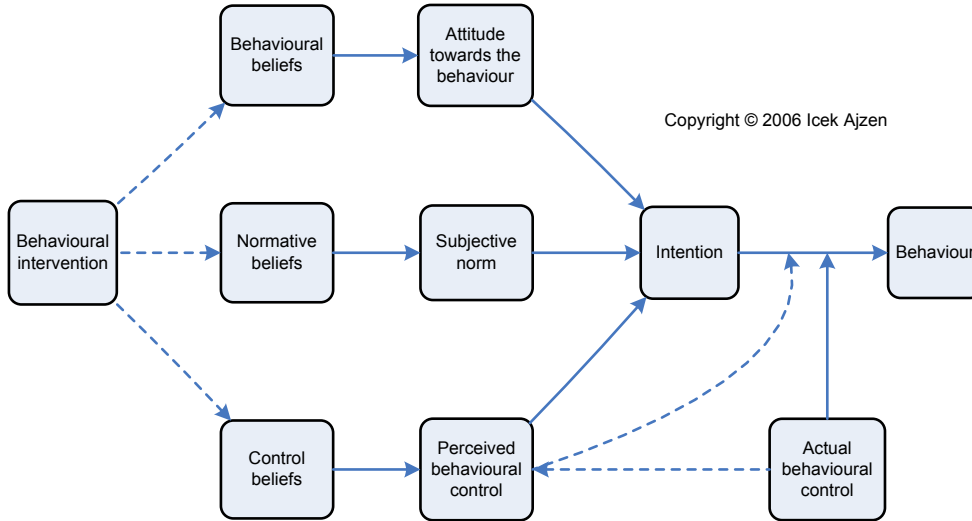 Behavioural
beliefs
Attitude
towards the
behaviour
Copyright © 2006 Icek Ajzen
Behavioural
intervention
Normative
beliefs
Subjective
norm
Intention
Behaviour
Control
beliefs
Perceived
behavioural
control
Actual
behavioural
control